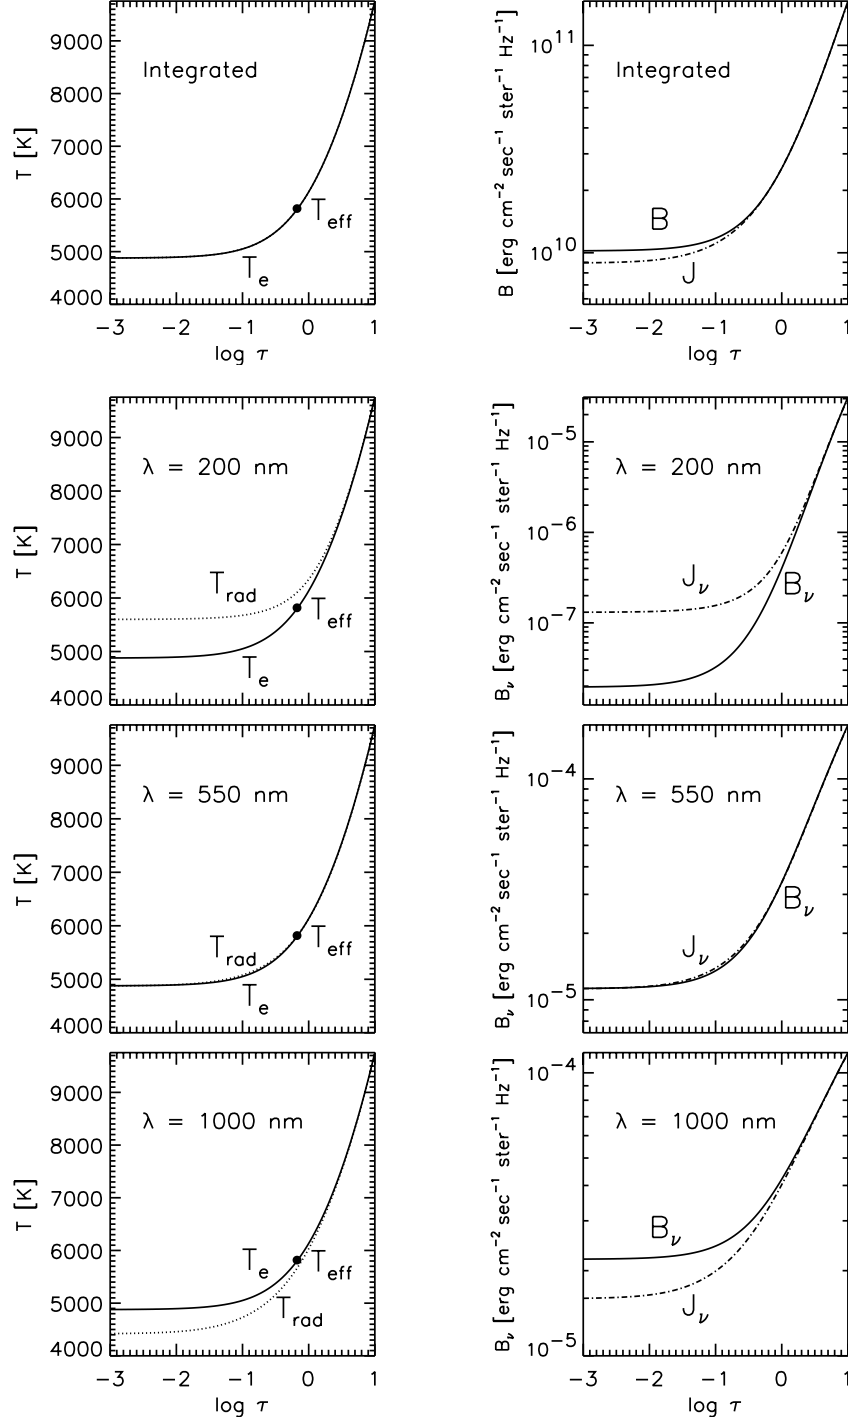 T [K]
9000
8000
7000
6000
5000
4000
Integrated
T_eff
T_e
−3 −2 −1 0 1
log τ
B [erg cm⁻² sec⁻¹ ster⁻¹ Hz⁻¹]
10¹¹
10¹⁰
Integrated
B
J
−3 −2 −1 0 1
log τ
T [K]
9000
8000
7000
6000
5000
4000
λ = 200 nm
T_rad
T_eff
T_e
B_ν [erg cm⁻² sec⁻¹ ster⁻¹ Hz⁻¹]
10⁻⁵
10⁻⁶
10⁻⁷
λ = 200 nm
J_ν
B_ν
T [K]
9000
8000
7000
6000
5000
4000
λ = 550 nm
T_rad
T_eff
T_e
B_ν [erg cm⁻² sec⁻¹ ster⁻¹ Hz⁻¹]
10⁻⁴
10⁻⁵
λ = 550 nm
B_ν
J_ν
T [K]
9000
8000
7000
6000
5000
4000
λ = 1000 nm
T_e
T_eff
T_rad
−3 −2 −1 0 1
log τ
B_ν [erg cm⁻² sec⁻¹ ster⁻¹ Hz⁻¹]
10⁻⁴
10⁻⁵
λ = 1000 nm
B_ν
J_ν
−3 −2 −1 0 1
log τ